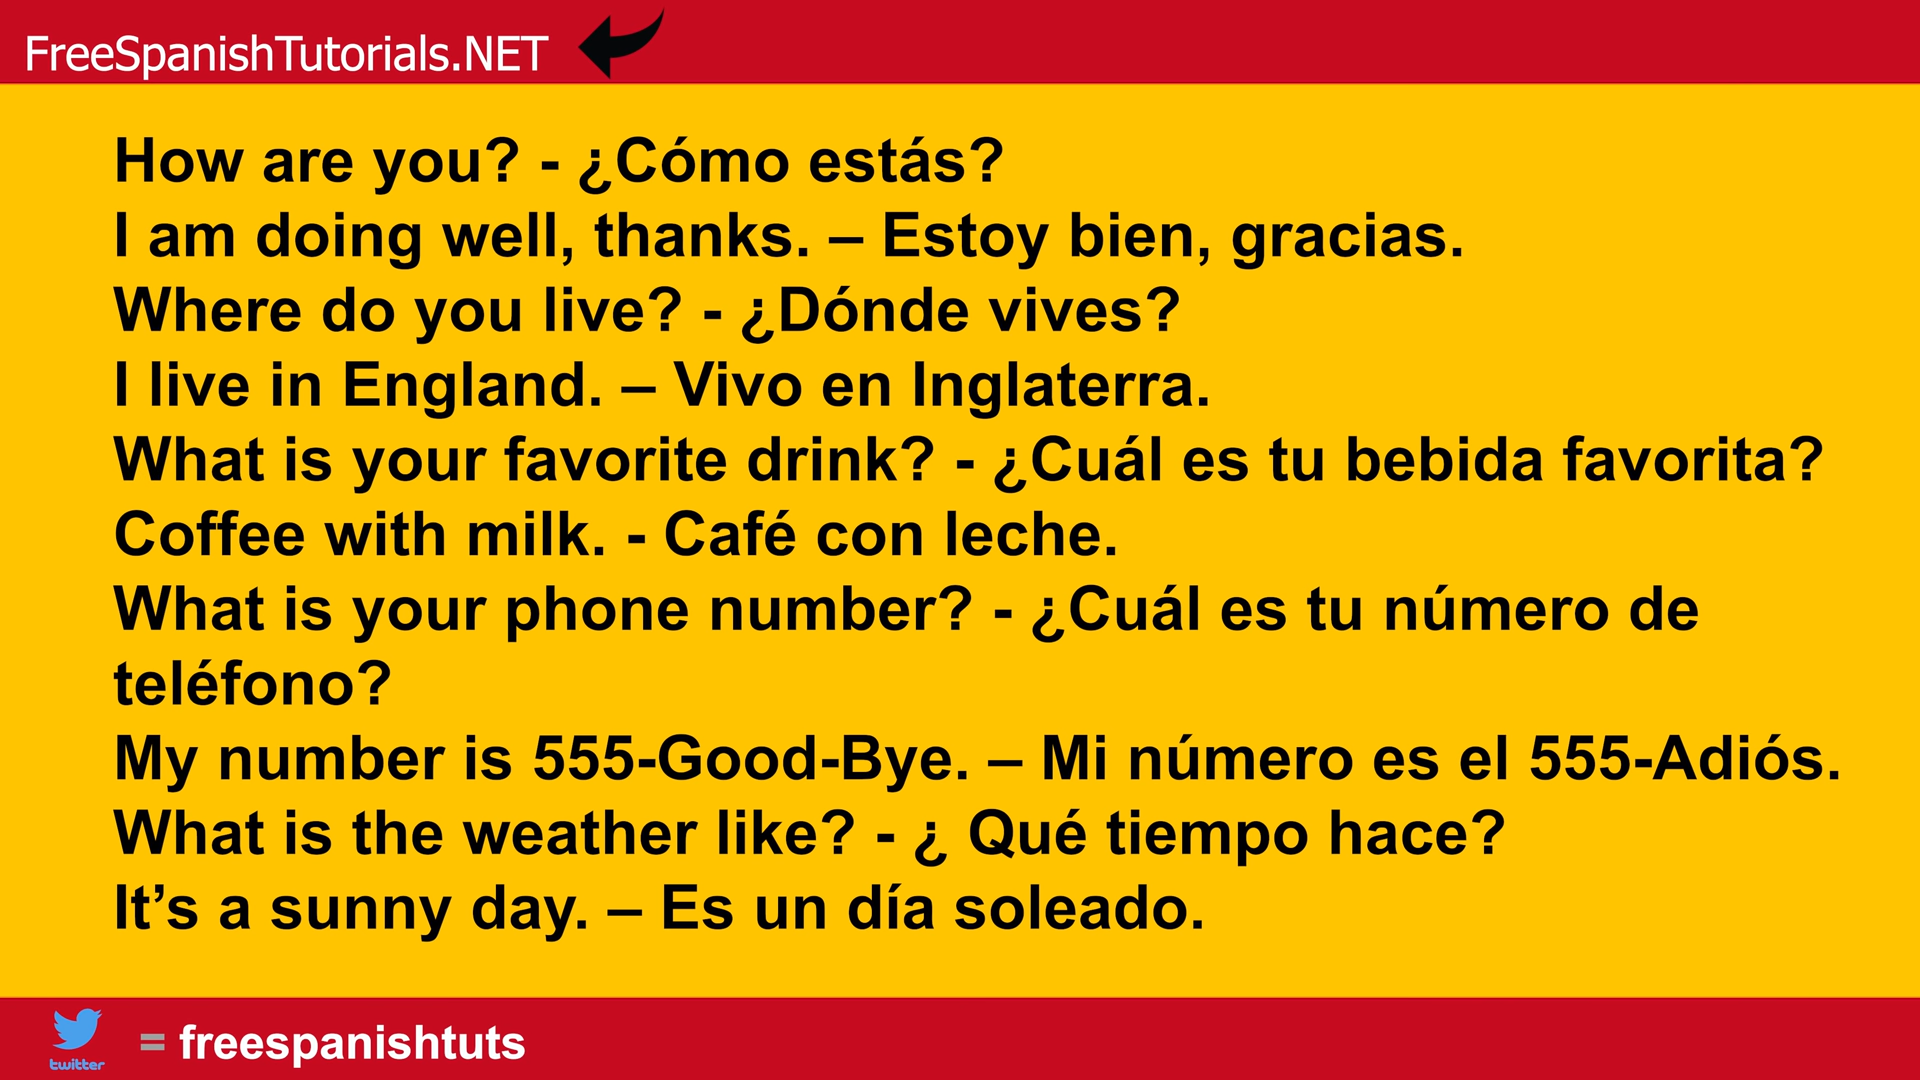 FreeSpanishTutorials.NET
How are you? - ¿Cómo estás?
I am doing well, thanks. – Estoy bien, gracias.
Where do you live? - ¿Dónde vives?
I live in England. – Vivo en Inglaterra.
What is your favorite drink? - ¿Cuál es tu bebida favorita?
Coffee with milk. - Café con leche.
What is your phone number? - ¿Cuál es tu número de
teléfono?
My number is 555-Good-Bye. – Mi número es el 555-Adiós.
What is the weather like? - ¿ Qué tiempo hace?
It’s a sunny day. – Es un día soleado.
= freespanishtuts
twitter